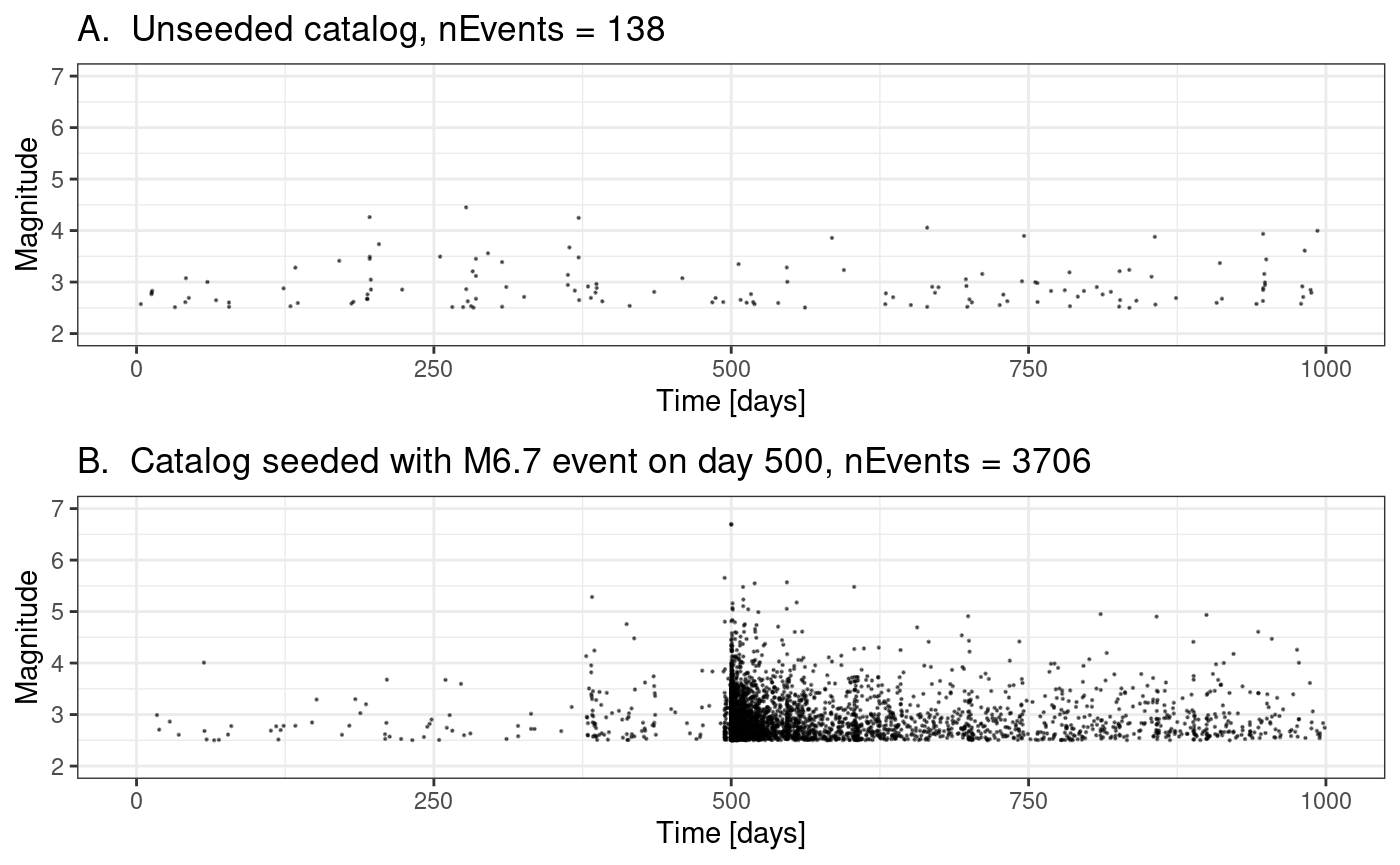 A.  Unseeded catalog, nEvents = 138
7
6
5
4
3
2
Magnitude
0 250 500 750 1000
Time [days]
B.  Catalog seeded with M6.7 event on day 500, nEvents = 3706
7
6
5
4
3
2
Magnitude
0 250 500 750 1000
Time [days]